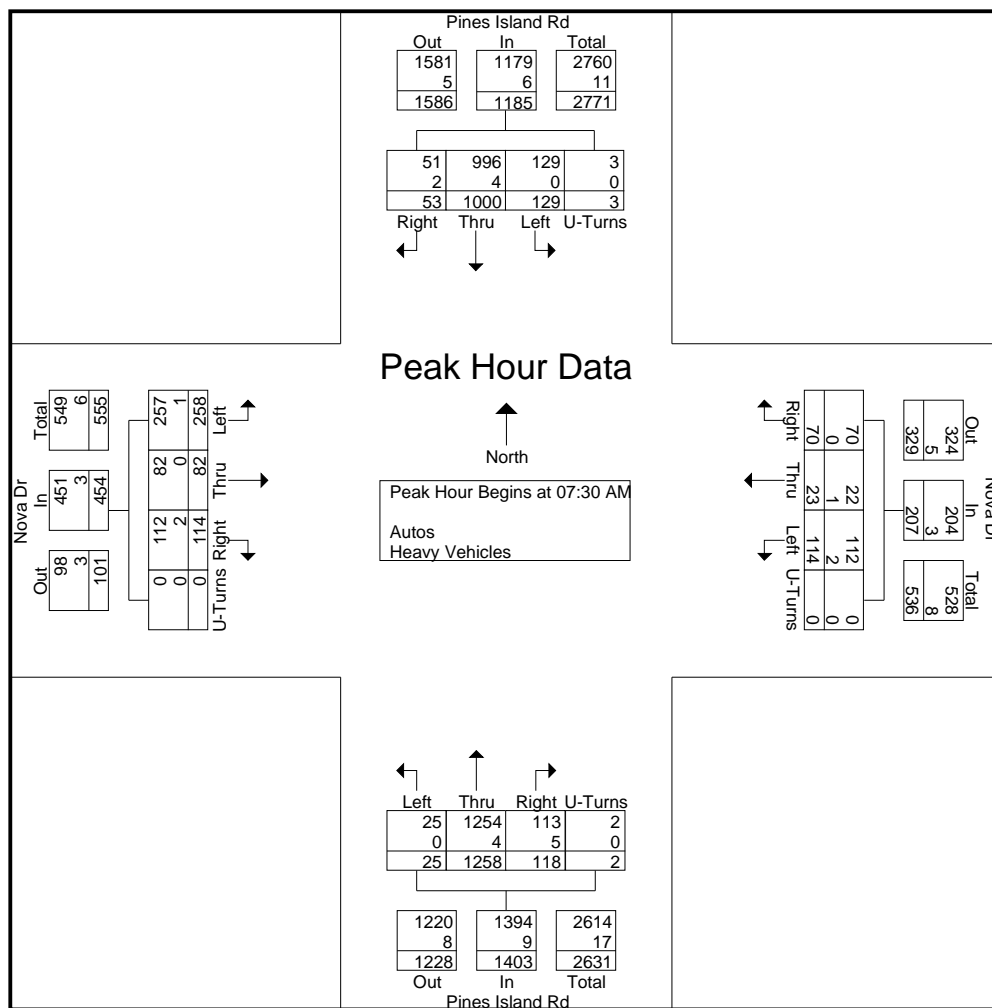 Pines Island Rd
Out In Total
1581 1179 2760
5 6 11
1586 1185 2771
51 996 129 3
2 4 0 0
53 1000 129 3
Right Thru Left U-Turns
Peak Hour Data
North
Peak Hour Begins at 07:30 AM
Autos
Heavy Vehicles
Nova Dr
Out In Total
98 451 549
3 3 6
101 454 555
U-Turns Right Thru Left
0 112 82 257
0 2 0 1
0 114 82 258
Nova Dr
Out In Total
324 204 528
5 3 8
329 207 536
70 22 112 0
0 1 2 0
70 23 114 0
Right Thru Left U-Turns
Left Thru Right U-Turns
25 1254 113 2
0 4 5 0
25 1258 118 2
1220 1394 2614
8 9 17
1228 1403 2631
Out In Total
Pines Island Rd